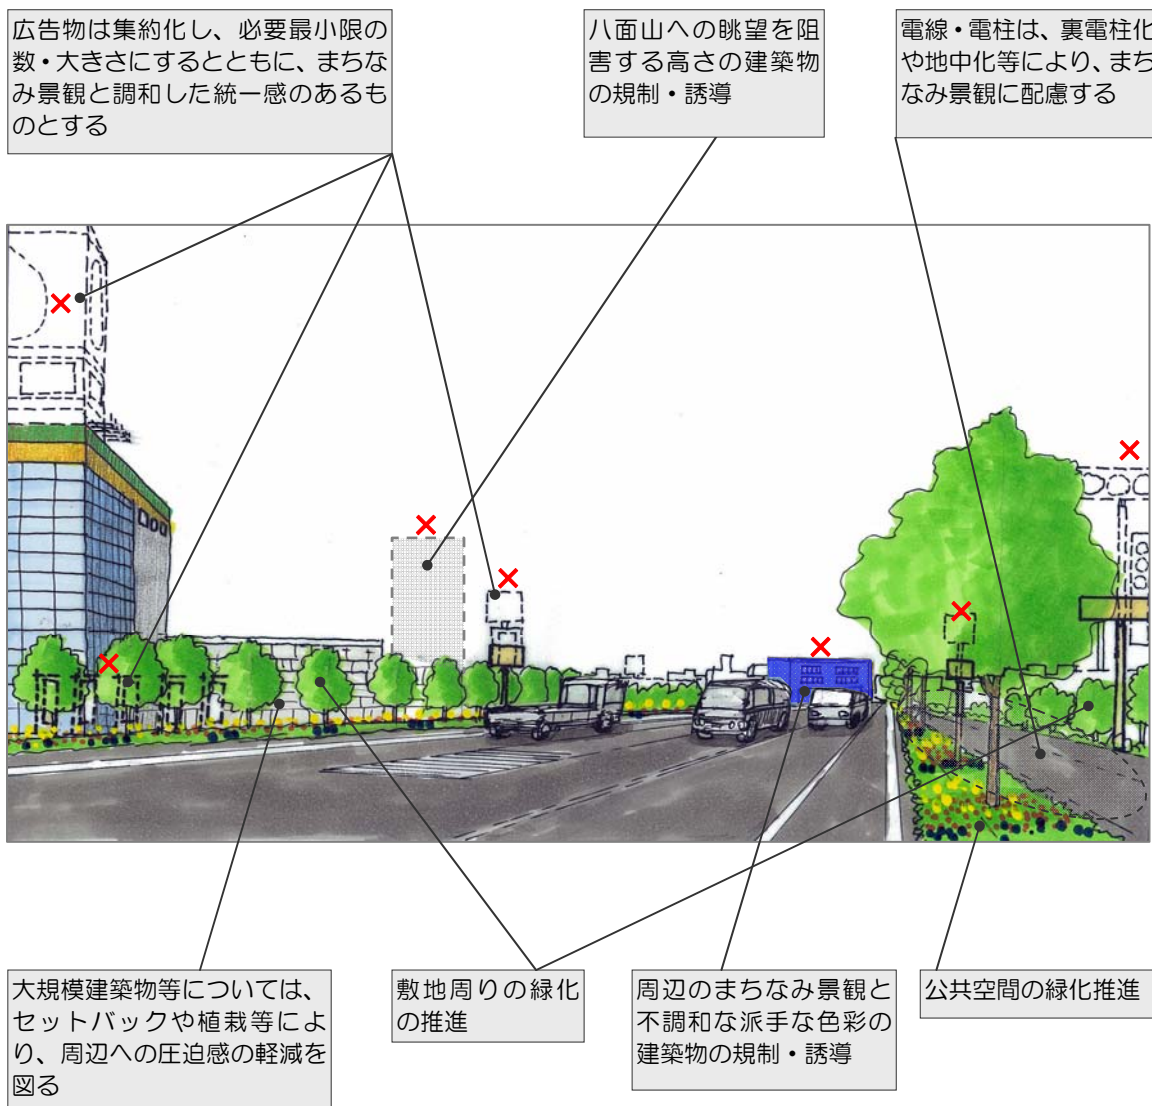 広告物は集約化し、必要最小限の
数・大きさにするとともに、まちな
み景観と調和した統一感のあるも
のとする
八面山への眺望を阻
害する高さの建築物
の規制・誘導
電線・電柱は、裏電柱化
や地中化等により、まち
なみ景観に配慮する
大規模建築物等については、
セットバックや植栽等によ
り、周辺への圧迫感の軽減を
図る
敷地周りの緑化
の推進
周辺のまちなみ景観と
不調和な派手な色彩の
建築物の規制・誘導
公共空間の緑化推進